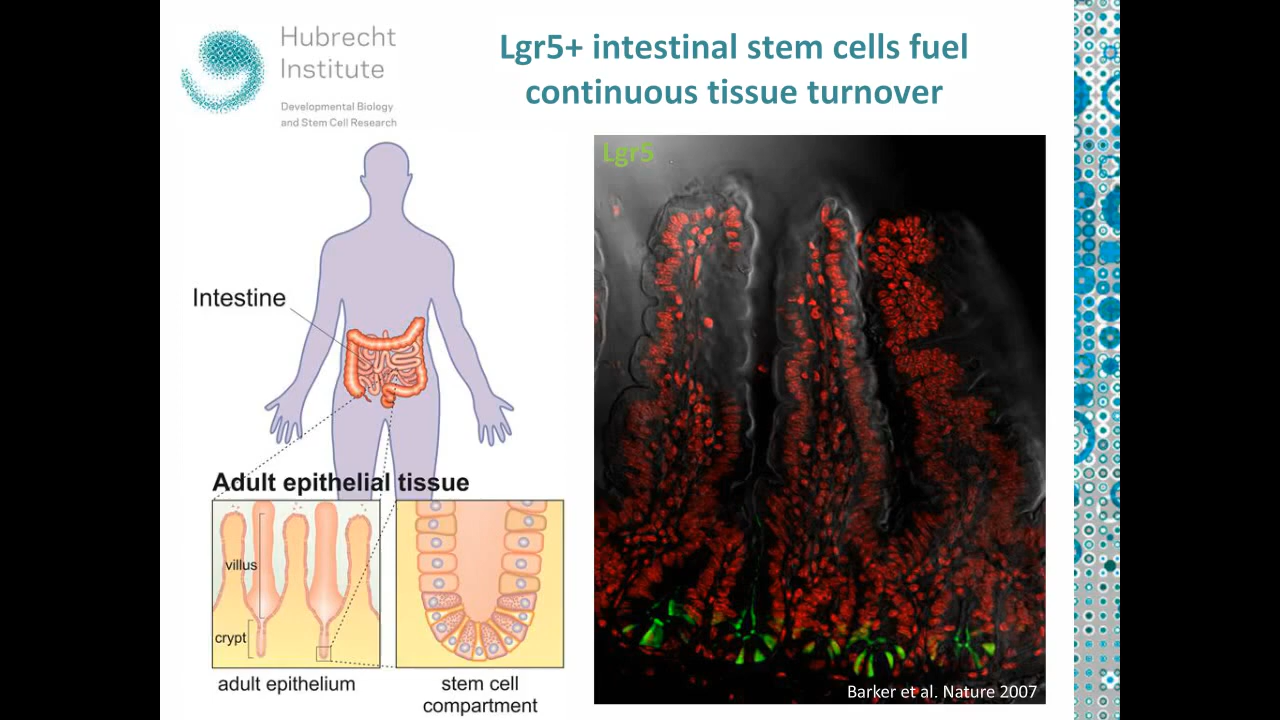 Hubrecht
Institute
Developmental Biology
and Stem Cell Research
Lgr5+ intestinal stem cells fuel
continuous tissue turnover
Intestine
Adult epithelial tissue
villus
crypt
adult epithelium
stem cell
compartment
Lgr5
Barker et al. Nature 2007